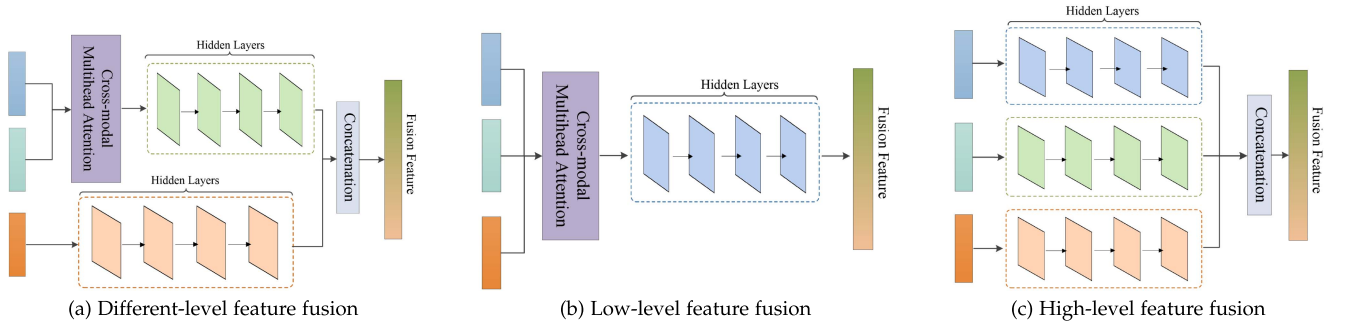 Hidden Layers
Cross-modal
Multihead Attention
Hidden Layers
Concatenation
Fusion Feature
(a) Different-level feature fusion
Cross-modal
Multihead Attention
Hidden Layers
Fusion Feature
(b) Low-level feature fusion
Hidden Layers
Concatenation
Fusion Feature
(c) High-level feature fusion